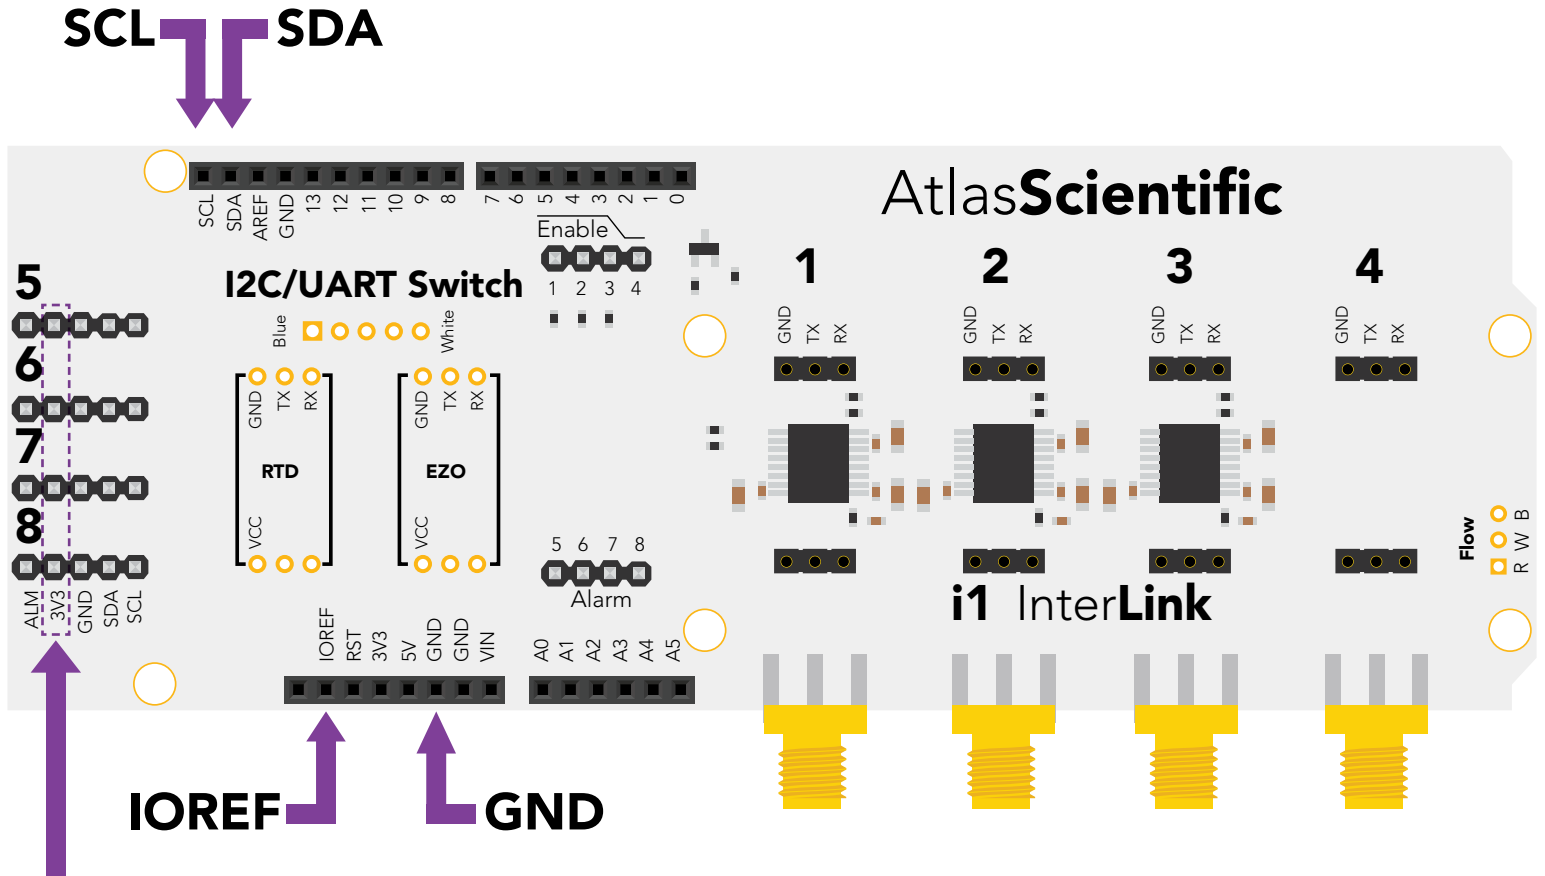 SCL SDA
SCL SDA AREF GND 13 12 11 10 9 8 7 6 5 4 3 2 1 0
AtlasScientific
Enable
1 2 3 4
I2C/UART Switch
Blue White
5
6
7
8
ALM 3V3 GND SDA SCL
GND TX RX
RTD
VCC
GND TX RX
EZO
VCC
5 6 7 8
Alarm
IOREF RST 3V3 5V GND GND VIN
A0 A1 A2 A3 A4 A5
1 2 3 4
GND TX RX
GND TX RX
GND TX RX
GND TX RX
Flow
R W B
i1 InterLink
IOREF GND